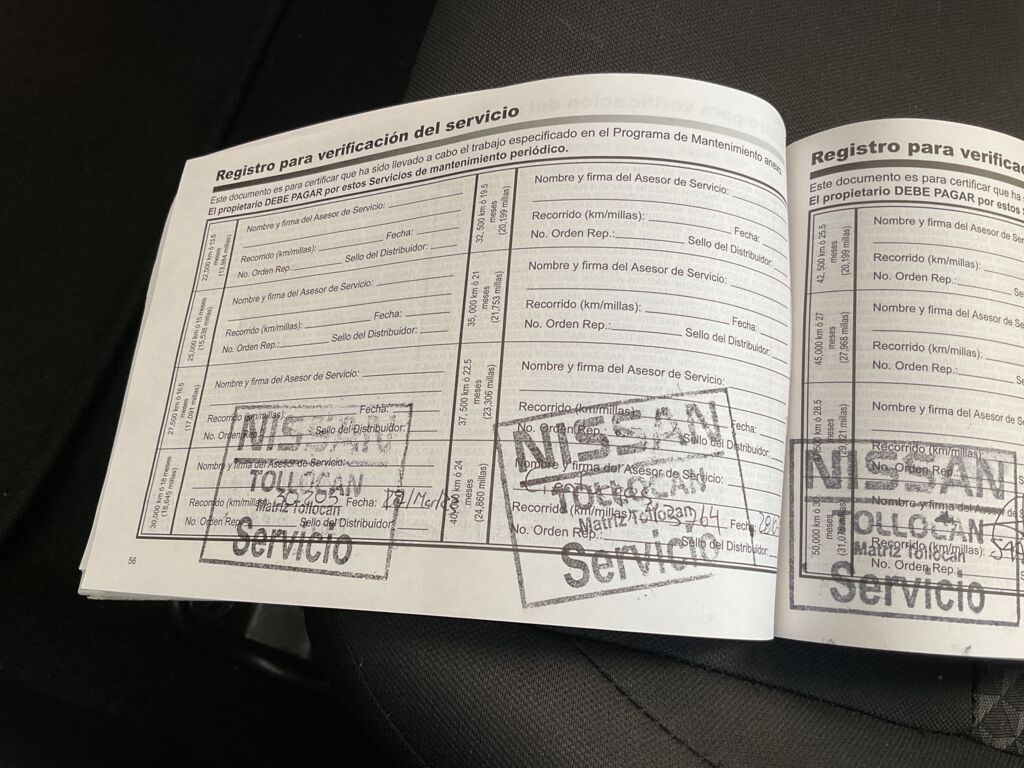 Registro para verificación del servicio
Este documento es para certificar que ha sido llevado a cabo el trabajo especificado en el Programa de Mantenimiento anexo
El propietario DEBE PAGAR por estos Servicios de mantenimiento periódico.
22,500 km ó 13.5 meses (13,984 millas)
Nombre y firma del Asesor de Servicio:
Recorrido (km/millas): Fecha:
No. Orden Rep.: Sello del Distribuidor:
25,000 km ó 15 meses (15,538 millas)
Nombre y firma del Asesor de Servicio:
Recorrido (km/millas): Fecha:
No. Orden Rep.: Sello del Distribuidor:
27,500 km ó 16.5 meses (17,091 millas)
Nombre y firma del Asesor de Servicio:
Recorrido (km/millas): Fecha:
No. Orden Rep.: Sello del Distribuidor:
30,000 km ó 18 meses (18,645 millas)
Nombre y firma del Asesor de Servicio:
Recorrido (km/millas): Fecha:
No. Orden Rep.: Sello del Distribuidor:
NISSAN
TOLLOCAN
Matriz Tollocan
Servicio
56
32, 500 km ó 19.5 meses (20,199 millas)
Nombre y firma del Asesor de Servicio:
Recorrido (km/millas): Fecha:
No. Orden Rep.: Sello del Distribuidor:
35, 000 km ó 21 meses (21,753 millas)
Nombre y firma del Asesor de Servicio:
Recorrido (km/millas): Fecha:
No. Orden Rep.: Sello del Distribuidor:
37, 500 km ó 22.5 meses (23,306 millas)
Nombre y firma del Asesor de Servicio:
Recorrido (km/millas): Fecha:
No. Orden Rep.: Sello del Distribuidor:
40,000 km ó 24 meses (24,860 millas)
Nombre y firma del Asesor de Servicio:
Recorrido (km/millas): Fecha:
No. Orden Rep.: Sello del Distribuidor:
NISSAN
TOLLOCAN
Matriz Tollocan
Servicio
Registro para verifica
Este documento es para certificar que ha
El propietario DEBE PAGAR por estos
42, 500 km ó 25.5 meses (20,199 millas)
Nombre y firma del Asesor de Se
Recorrido (km/millas):
No. Orden Rep.: Se
45,000 km ó 27 meses (27,968 millas)
Nombre y firma del Asesor de S
Recorrido (km/millas):
No. Orden Rep.:
Nombre y firma del Asesor de S
Recorrido (km/millas):
No. Orden Rep.
Nombre y firma del Asesor
Recorrido (km/millas):
No. Orden Rep.:
NISSAN
TOLLOCAN
Matriz Tollocan
Servicio